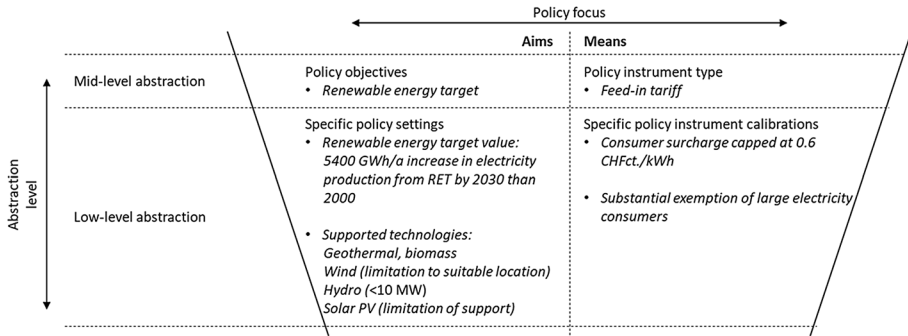 Policy focus
Aims
Means
Mid-level abstraction
Policy objectives
• Renewable energy target
Policy instrument type
• Feed-in tariff
Abstraction
level
Low-level abstraction
Specific policy settings
• Renewable energy target value:
5400 GWh/a increase in electricity
production from RET by 2030 than
2000
• Supported technologies:
Geothermal, biomass
Wind (limitation to suitable location)
Hydro (<10 MW)
Solar PV (limitation of support)
Specific policy instrument calibrations
• Consumer surcharge capped at 0.6
CHFct./kWh
• Substantial exemption of large electricity
consumers